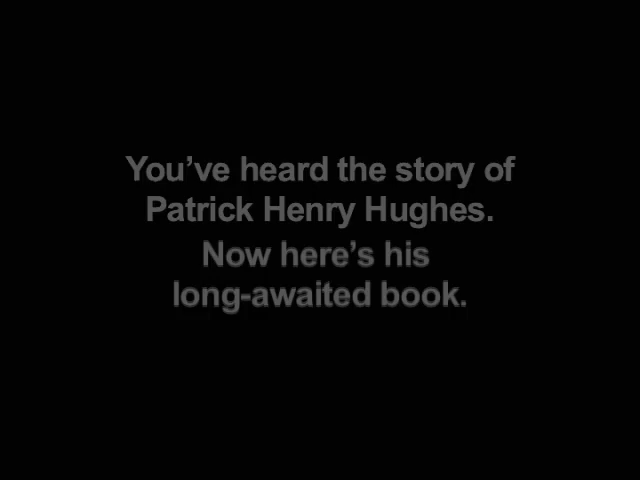 You’ve heard the story of
Patrick Henry Hughes.
Now here’s his
long-awaited book.